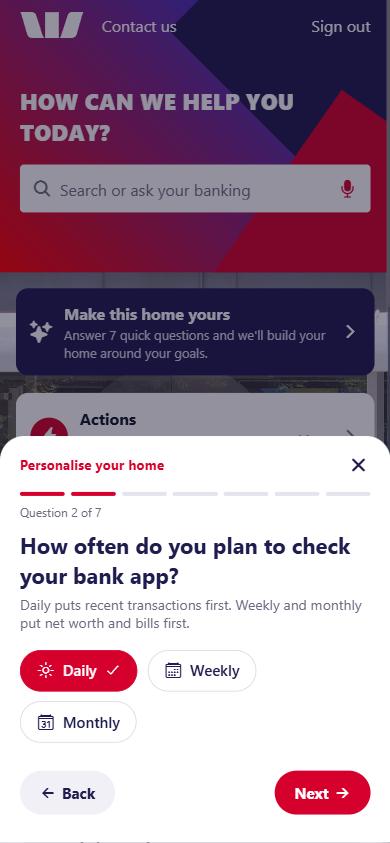 Contact us
Sign out
HOW CAN WE HELP YOU
TODAY?
Search or ask your banking
Make this home yours
Answer 7 quick questions and we'll build your
home around your goals.
Actions
Personalise your home
Question 2 of 7
How often do you plan to check
your bank app?
Daily puts recent transactions first. Weekly and monthly
put net worth and bills first.
Daily
Weekly
31 Monthly
Back
Next